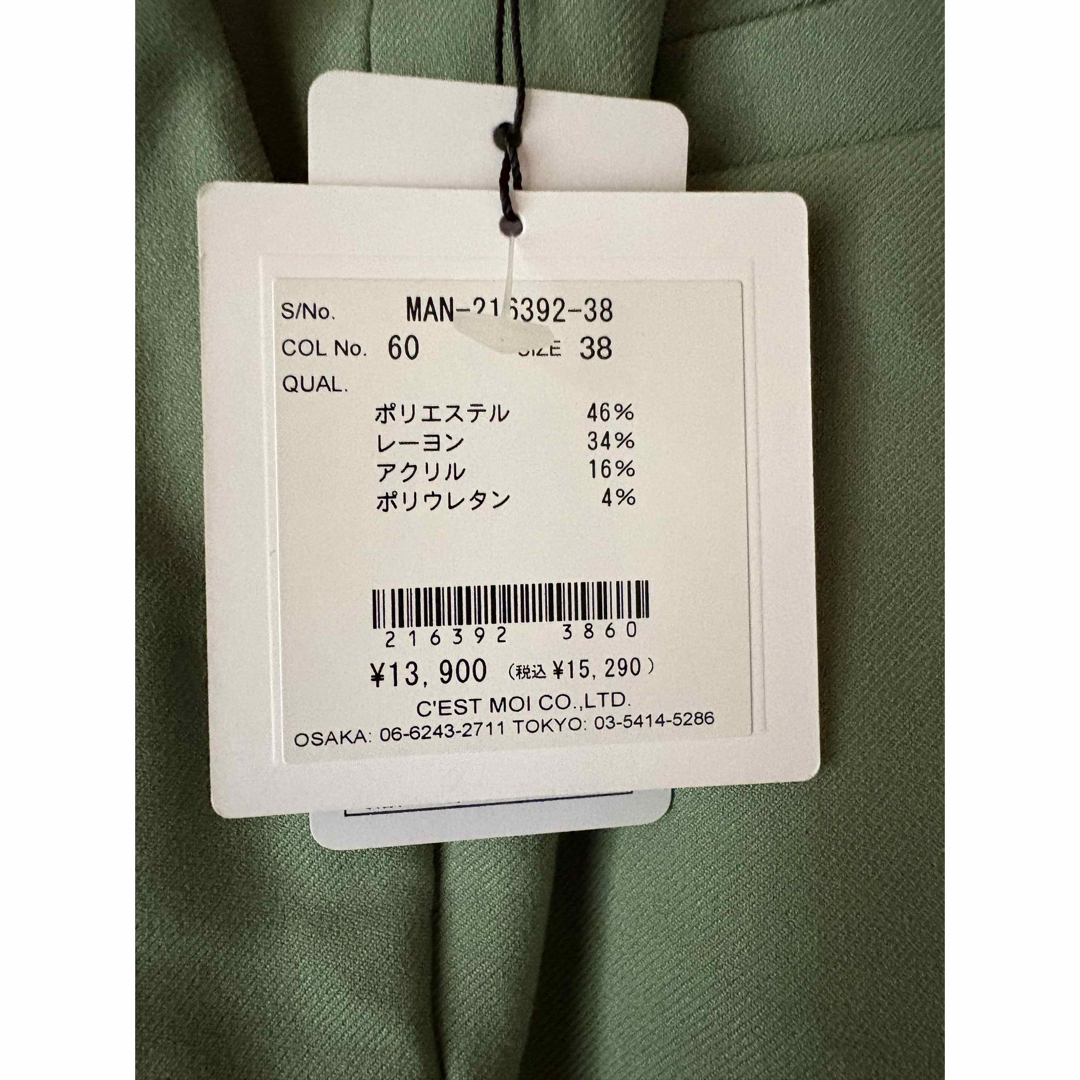 S/No. MAN-216392-38
COL No. 60 SIZE 38
QUAL.
ポリエステル 46%
レーヨン 34%
アクリル 16%
ポリウレタン 4%
216392 3860
¥13,900 (税込 ¥15,290)
C'EST MOI CO.,LTD.
OSAKA: 06-6243-2711 TOKYO: 03-5414-5286